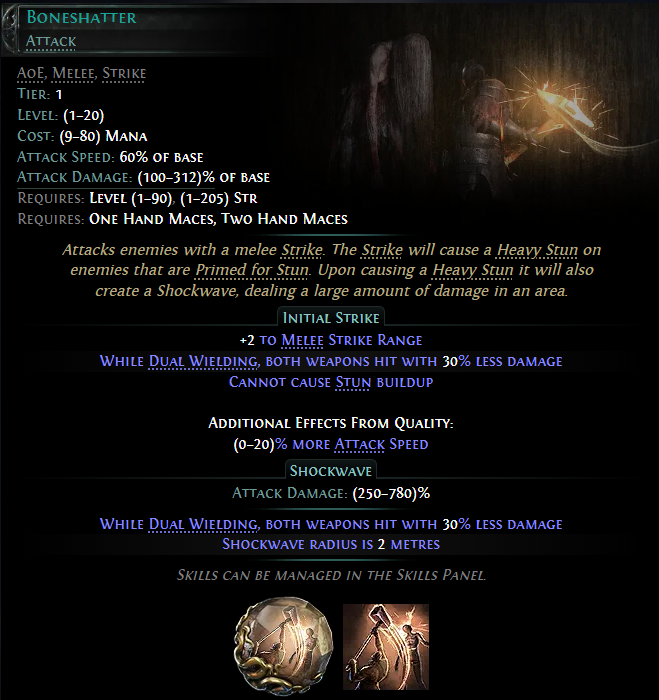 Boneshatter
Attack
AoE, Melee, Strike
Tier: 1
Level: (1–20)
Cost: (9–80) Mana
Attack Speed: 60% of base
Attack Damage: (100–312)% of base
Requires: Level (1–90), (1–205) Str
Requires: One Hand Maces, Two Hand Maces
Attacks enemies with a melee Strike. The Strike will cause a Heavy Stun on
enemies that are Primed for Stun. Upon causing a Heavy Stun it will also
create a Shockwave, dealing a large amount of damage in an area.
Initial Strike
+2 to Melee Strike Range
While Dual Wielding, both weapons hit with 30% less damage
Cannot cause Stun buildup
Additional Effects From Quality:
(0–20)% more Attack Speed
Shockwave
Attack Damage: (250–780)%
While Dual Wielding, both weapons hit with 30% less damage
Shockwave radius is 2 metres
Skills can be managed in the Skills Panel.